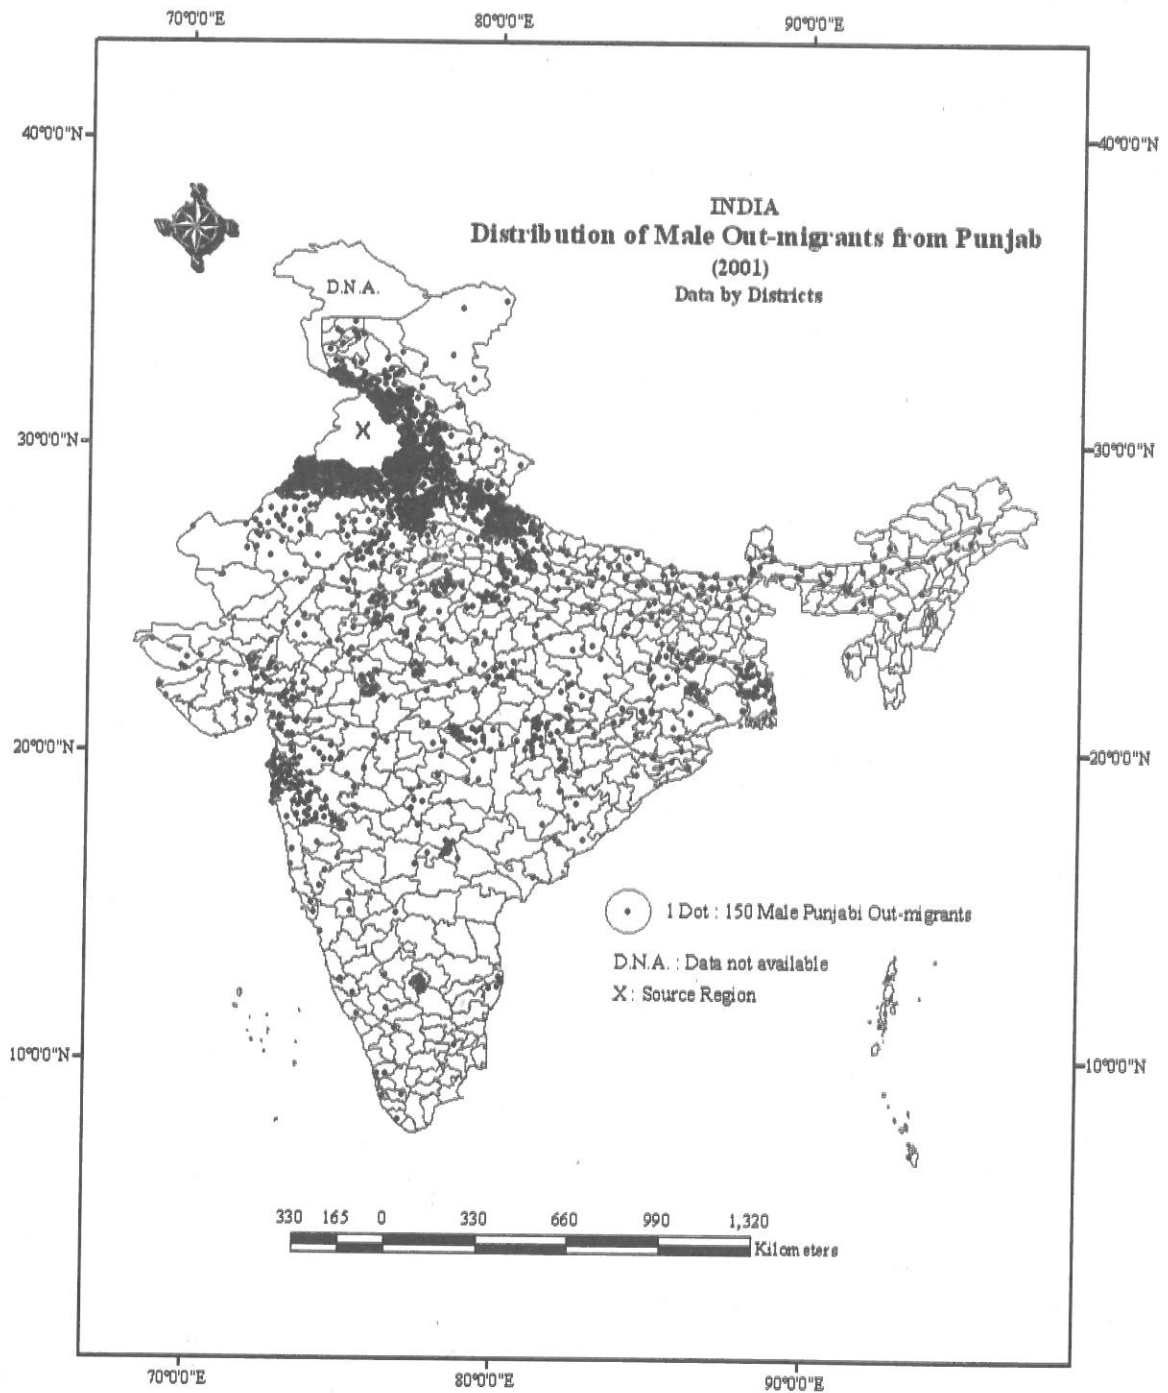 70°0'0"E 80°0'0"E 90°0'0"E
40°0'0"N 40°0'0"N
INDIA
Distribution of Male Out-migrants from Punjab
(2001)
Data by Districts
D.N.A.
X
30°0'0"N 30°0'0"N
20°0'0"N 20°0'0"N
1 Dot : 150 Male Punjabi Out-migrants
D.N.A. : Data not available
X : Source Region
10°0'0"N 10°0'0"N
330 165 0 330 660 990 1,320
Kilometers
70°0'0"E 80°0'0"E 90°0'0"E